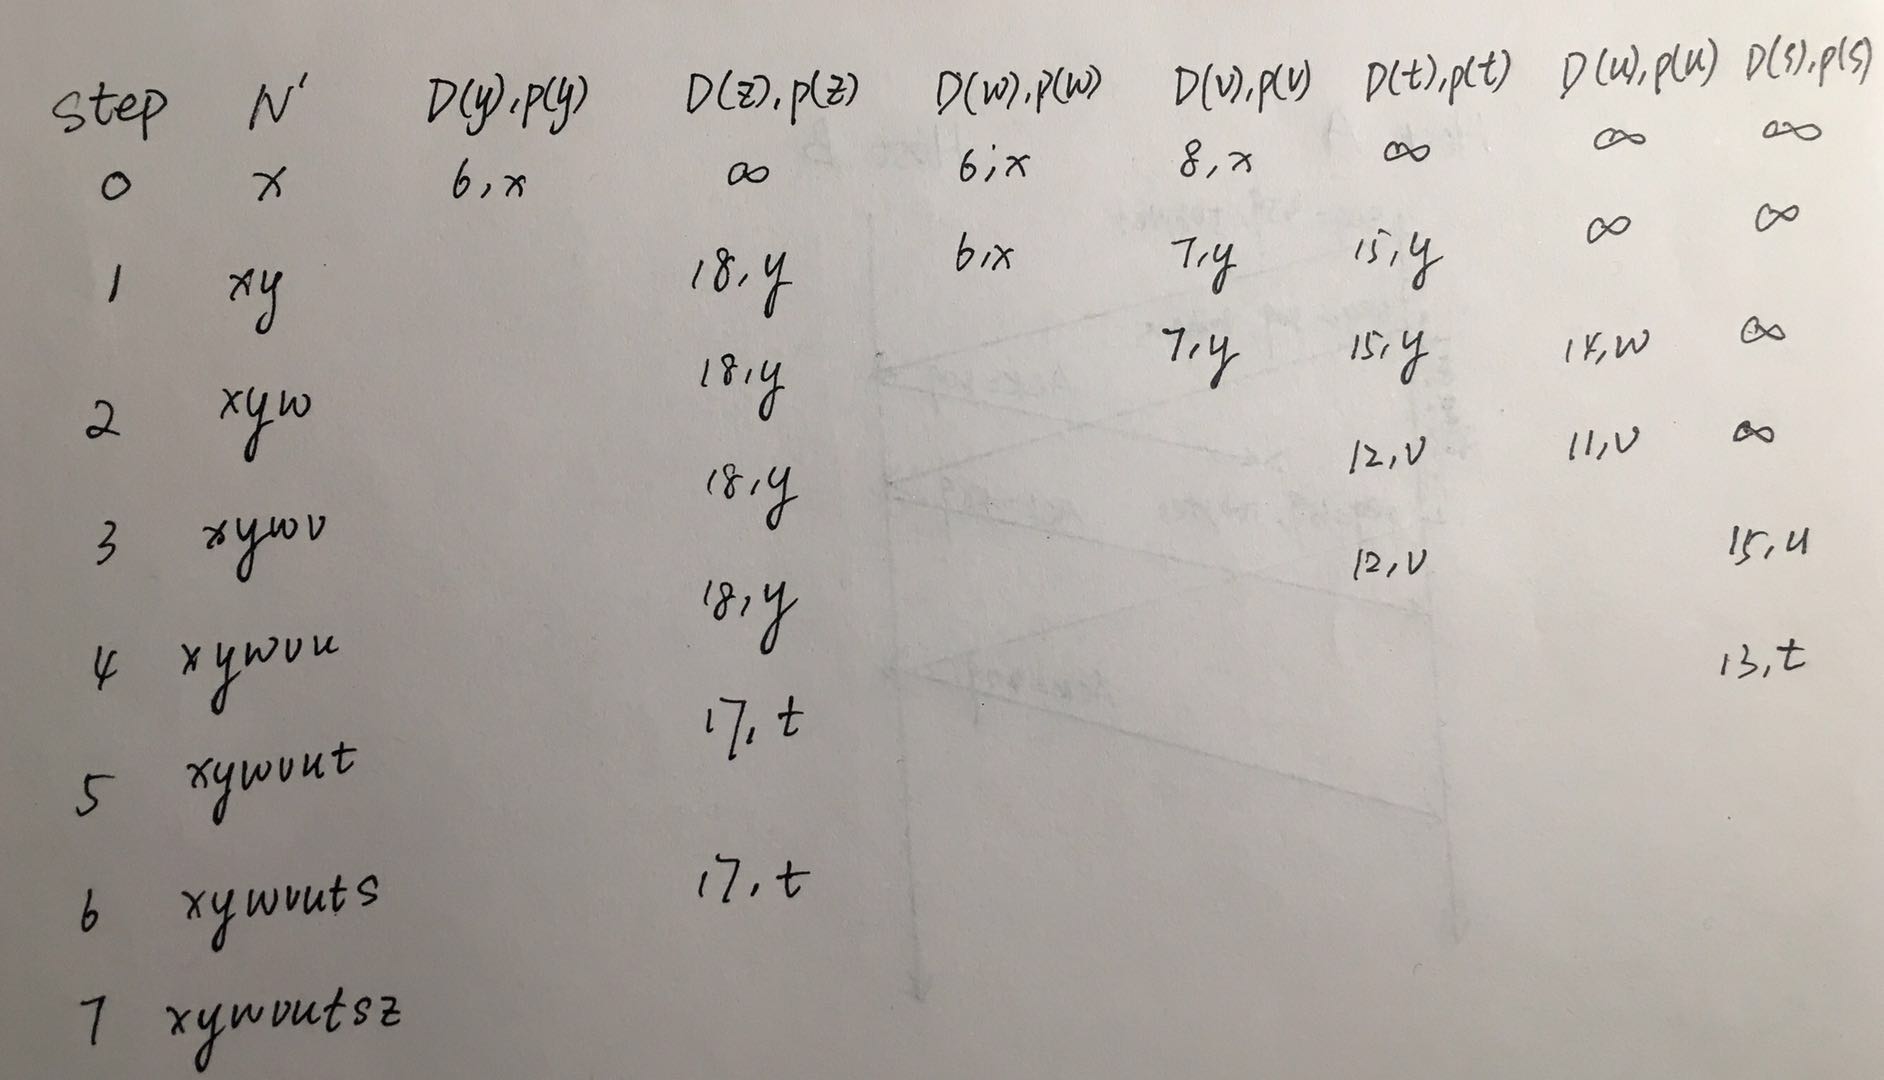 Step N' D(y),p(y) D(z),p(z) D(w),p(w) D(v),p(v) D(t),p(t) D(u),p(u) D(s),p(s)
0 x 6,x ∞ 6,x 8,x ∞ ∞ ∞
1 xy 18,y 6,x 7,y 15,y ∞ ∞
2 xyw 18,y 7,y 15,y 14,w ∞
3 xywv 18,y 12,v 11,v ∞
4 xywvu 18,y 12,v 15,u
5 xywvut 17,t 13,t
6 xywvuts 17,t
7 xywvutsz